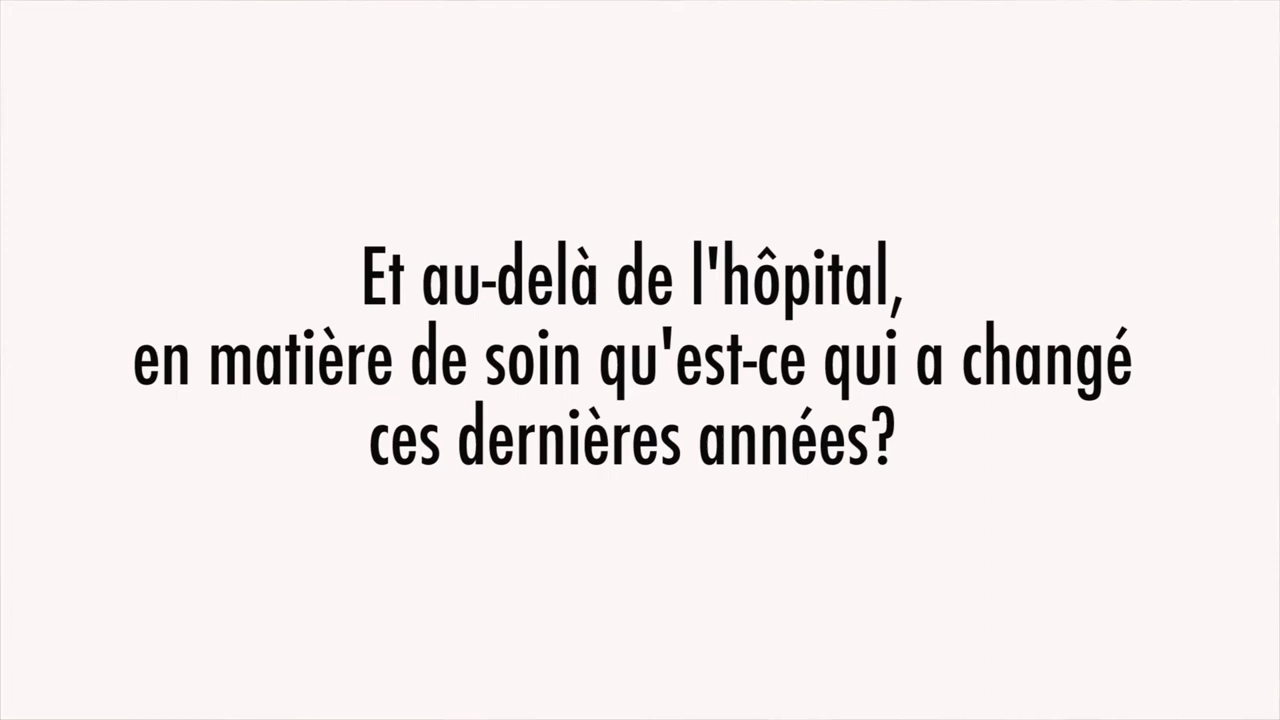 Et au-delà de l'hôpital,
en matière de soin qu'est-ce qui a changé
ces dernières années?